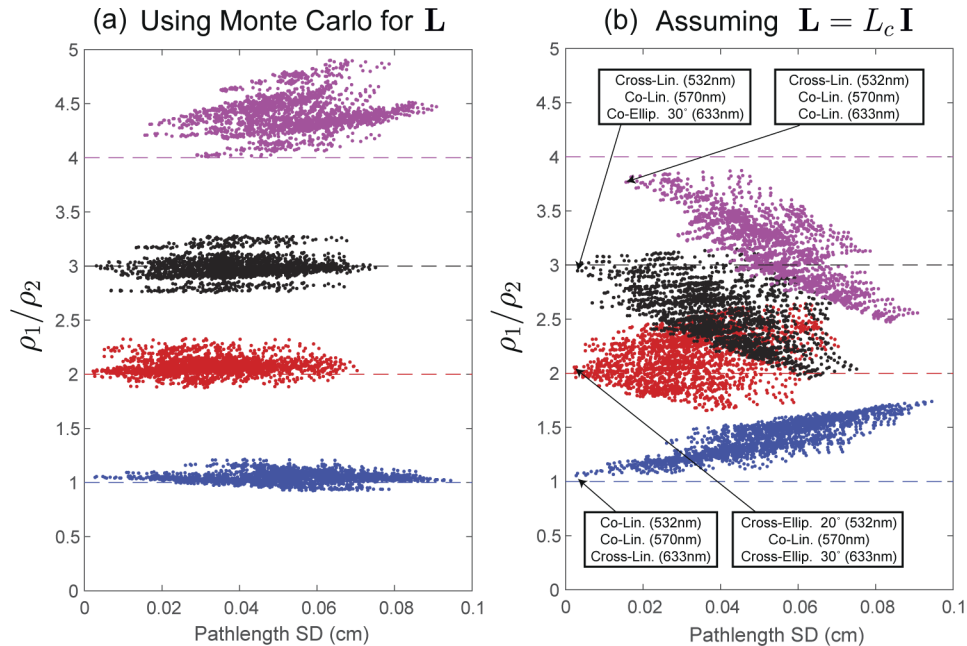 (a) Using Monte Carlo for L
5
4.5
4
3.5
3
2.5
2
1.5
1
0.5
0
ρ₁/ρ₂
0 0.02 0.04 0.06 0.08 0.1
Pathlength SD (cm)
(b) Assuming L = L_c I
5
4.5
4
3.5
3
2.5
2
1.5
1
0.5
0
ρ₁/ρ₂
Cross-Lin. (532nm)
Co-Lin. (570nm)
Co-Ellip. 30° (633nm)
Cross-Lin. (532nm)
Co-Lin. (570nm)
Co-Lin. (633nm)
Co-Lin. (532nm)
Co-Lin. (570nm)
Cross-Lin. (633nm)
Cross-Ellip. 20° (532nm)
Co-Lin. (570nm)
Cross-Ellip. 30° (633nm)
0 0.02 0.04 0.06 0.08 0.1
Pathlength SD (cm)